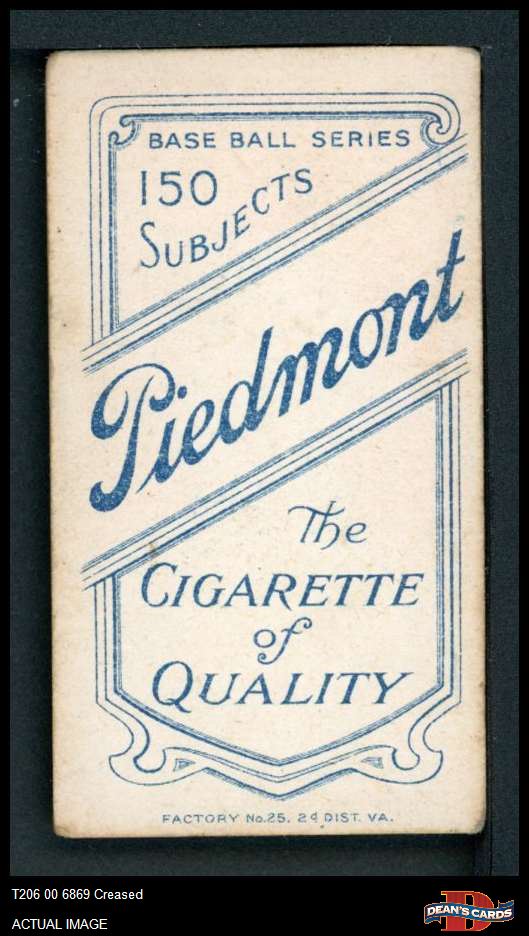 BASE BALL SERIES
150
SUBJECTS
Piedmont
The
CIGARETTE
of
QUALITY
FACTORY No. 25. 2d DIST. VA.
T206 00 6869 Creased
ACTUAL IMAGE
D
DEAN'S CARDS